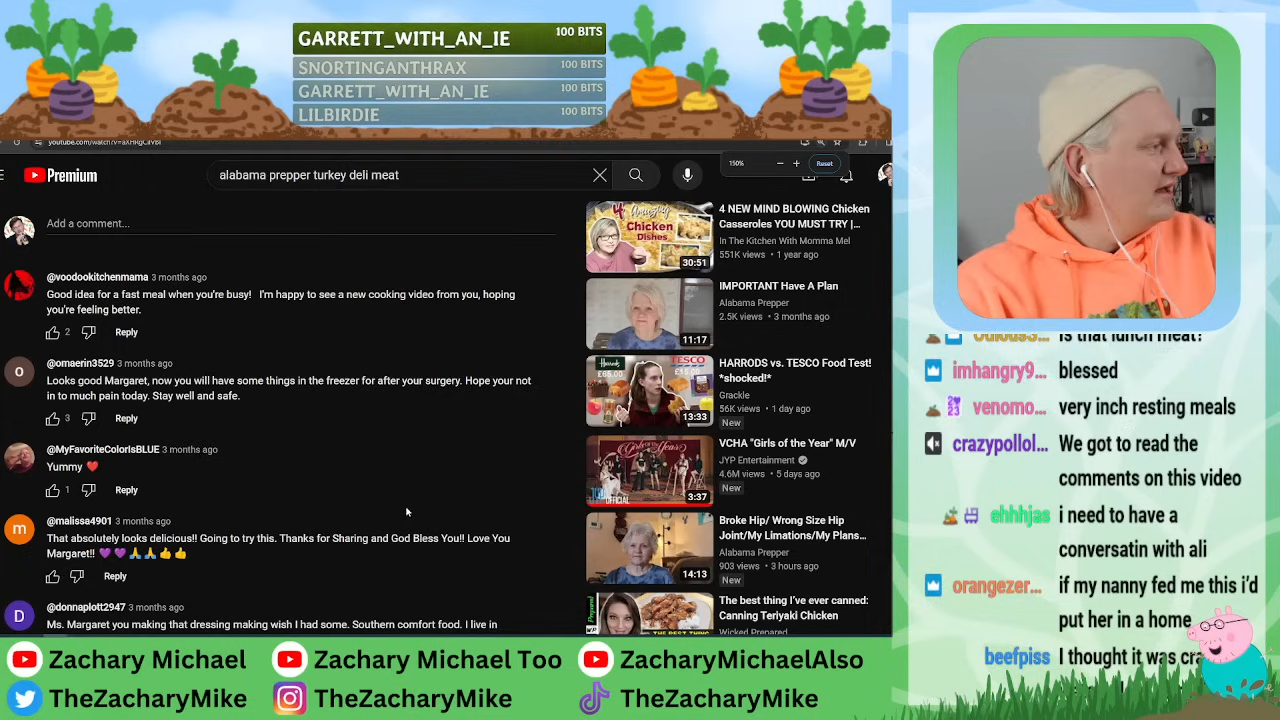 GARRETT_WITH_AN_IE 100 BITS
SNORTINGANTHRAX 100 BITS
GARRETT_WITH_AN_IE 100 BITS
LILBIRDIE 100 BITS
Premium
alabama prepper turkey deli meat
150% Reset
Add a comment...
@voodookitchenmama 3 months ago
Good idea for a fast meal when you're busy! I'm happy to see a new cooking video from you, hoping
you're feeling better.
2 Reply
@omaerin3529 3 months ago
Looks good Margaret, now you will have some things in the freezer for after your surgery. Hope your not
in to much pain today. Stay well and safe.
3 Reply
@MyFavoriteColorIsBLUE 3 months ago
Yummy ❤️
1 Reply
@malissa4901 3 months ago
That absolutely looks delicious!! Going to try this. Thanks for Sharing and God Bless You!! Love You
Margaret!! 💜💜🙏🙏👍👍
Reply
@donnaplott2947 3 months ago
Ms. Margaret you making that dressing making wish I had some. Southern comfort food. I live in
4 Amazing
Chicken
Dishes
30:51
4 NEW MIND BLOWING Chicken
Casseroles YOU MUST TRY |...
In The Kitchen With Momma Mel
551K views • 1 year ago
11:17
IMPORTANT Have A Plan
Alabama Prepper
2.5K views • 3 months ago
Harrods
£65.00
TESCO
13:33
HARRODS vs. TESCO Food Test!
*shocked!*
Grackle
56K views • 1 day ago
New
3:37
VCHA "Girls of the Year" M/V
JYP Entertainment
4.6M views • 5 days ago
New
14:13
Broke Hip/ Wrong Size Hip
Joint/My Limations/My Plans...
Alabama Prepper
903 views • 3 hours ago
New
The best thing I've ever canned:
Canning Teriyaki Chicken
Wicked Prepared
Is that lunch meat?
imhangry9... blessed
venomo... very inch resting meals
crazypollol... We got to read the
comments on this video
ehhhjas i need to have a
conversatin with ali
orangezer... if my nanny fed me this i'd
put her in a home
beefpiss I thought it was
Zachary Michael
Zachary Michael Too
ZacharyMichaelAlso
TheZacharyMike
TheZacharyMike
TheZacharyMike